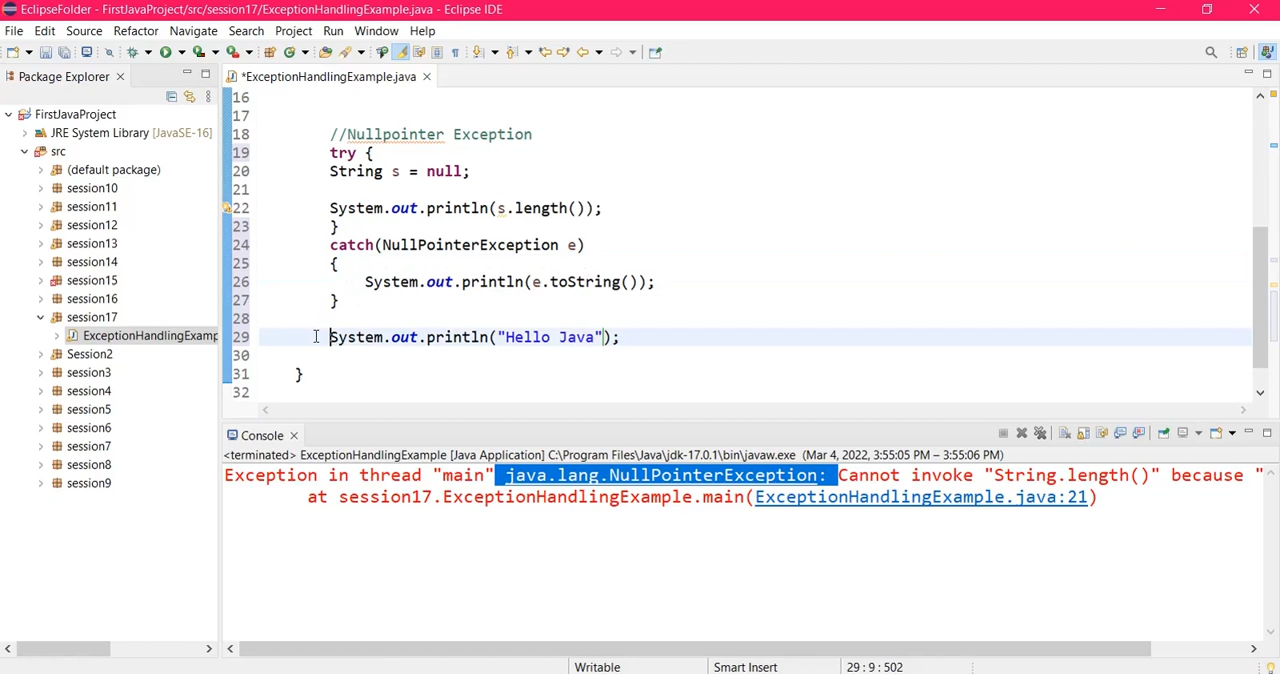 EclipseFolder - FirstJavaProject/src/session17/ExceptionHandlingExample.java - Eclipse IDE
File Edit Source Refactor Navigate Search Project Run Window Help
Package Explorer
FirstJavaProject
JRE System Library [JavaSE-16]
src
(default package)
session10
session11
session12
session13
session14
session15
session16
session17
ExceptionHandlingExamp
Session2
session3
session4
session5
session6
session7
session8
session9
*ExceptionHandlingExample.java
16
17
18 //Nullpointer Exception
19 try {
20 String s = null;
21
22 System.out.println(s.length());
23 }
24 catch(NullPointerException e)
25 {
26 System.out.println(e.toString());
27 }
28
29 System.out.println("Hello Java");
30
31 }
32
Console
<terminated> ExceptionHandlingExample [Java Application] C:\Program Files\Java\jdk-17.0.1\bin\javaw.exe (Mar 4, 2022, 3:55:05 PM – 3:55:06 PM)
Exception in thread "main" java.lang.NullPointerException: Cannot invoke "String.length()" because "
at session17.ExceptionHandlingExample.main(ExceptionHandlingExample.java:21)
Writable Smart Insert 29 : 9 : 502